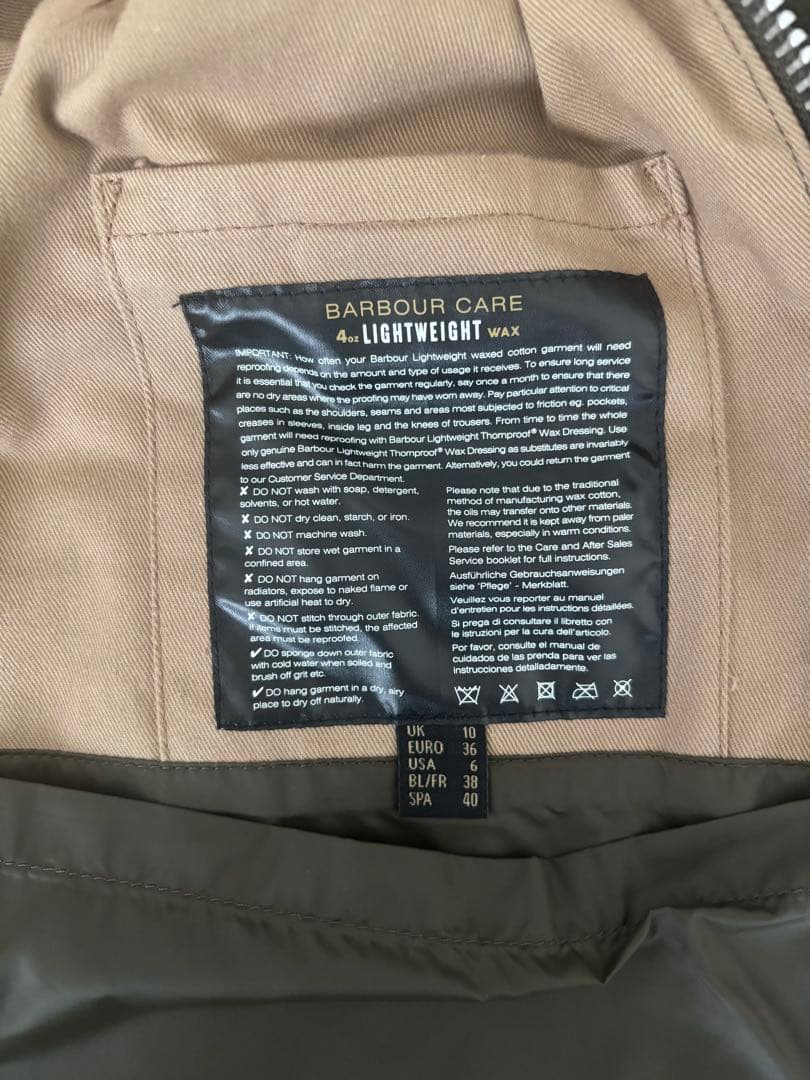 BARBOUR CARE
4oz LIGHTWEIGHT WAX
IMPORTANT: How often your Barbour Lightweight waxed cotton garment will need
reproofing depends on the amount and type of usage it receives. To ensure long service
it is essential that you check the garment regularly, say once a month to ensure that there
are no dry areas where the proofing may have worn away. Pay particular attention to critical
places such as the shoulders, seams and areas most subjected to friction eg. pockets,
creases in sleeves, inside leg and the knees of trousers. From time to time the whole
garment will need reproofing with Barbour Lightweight Thornproof® Wax Dressing. Use
only genuine Barbour Lightweight Thornproof® Wax Dressing as substitutes are invariably
less effective and can in fact harm the garment. Alternatively, you could return the garment
to our Customer Service Department.
✘ DO NOT wash with soap, detergent,
solvents, or hot water.
✘ DO NOT dry clean, starch, or iron.
✘ DO NOT machine wash.
✘ DO NOT store wet garment in a
confined area.
✘ DO NOT hang garment on
radiators, expose to naked flame or
use artificial heat to dry.
✘ DO NOT stitch through outer fabric.
If items must be stitched, the affected
area must be reproofed.
✔ DO sponge down outer fabric
with cold water when soiled and
brush off grit etc.
✔ DO hang garment in a dry, airy
place to dry off naturally.
Please note that due to the traditional
method of manufacturing wax cotton,
the oils may transfer onto other materials.
We recommend it is kept away from paler
materials, especially in warm conditions.
Please refer to the Care and After Sales
Service booklet for full instructions.
Ausführliche Gebrauchsanweisungen
siehe 'Pflege' - Merkblatt.
Veuillez vous reporter au manuel
d'entretien pour les instructions détaillées.
Si prega di consultare il libretto con
le istruzioni per la cura dell'articolo.
Por favor, consulte el manual de
cuidados de las prenda para ver las
instrucciones detalladamente.
UK 10
EURO 36
USA 6
BL/FR 38
SPA 40